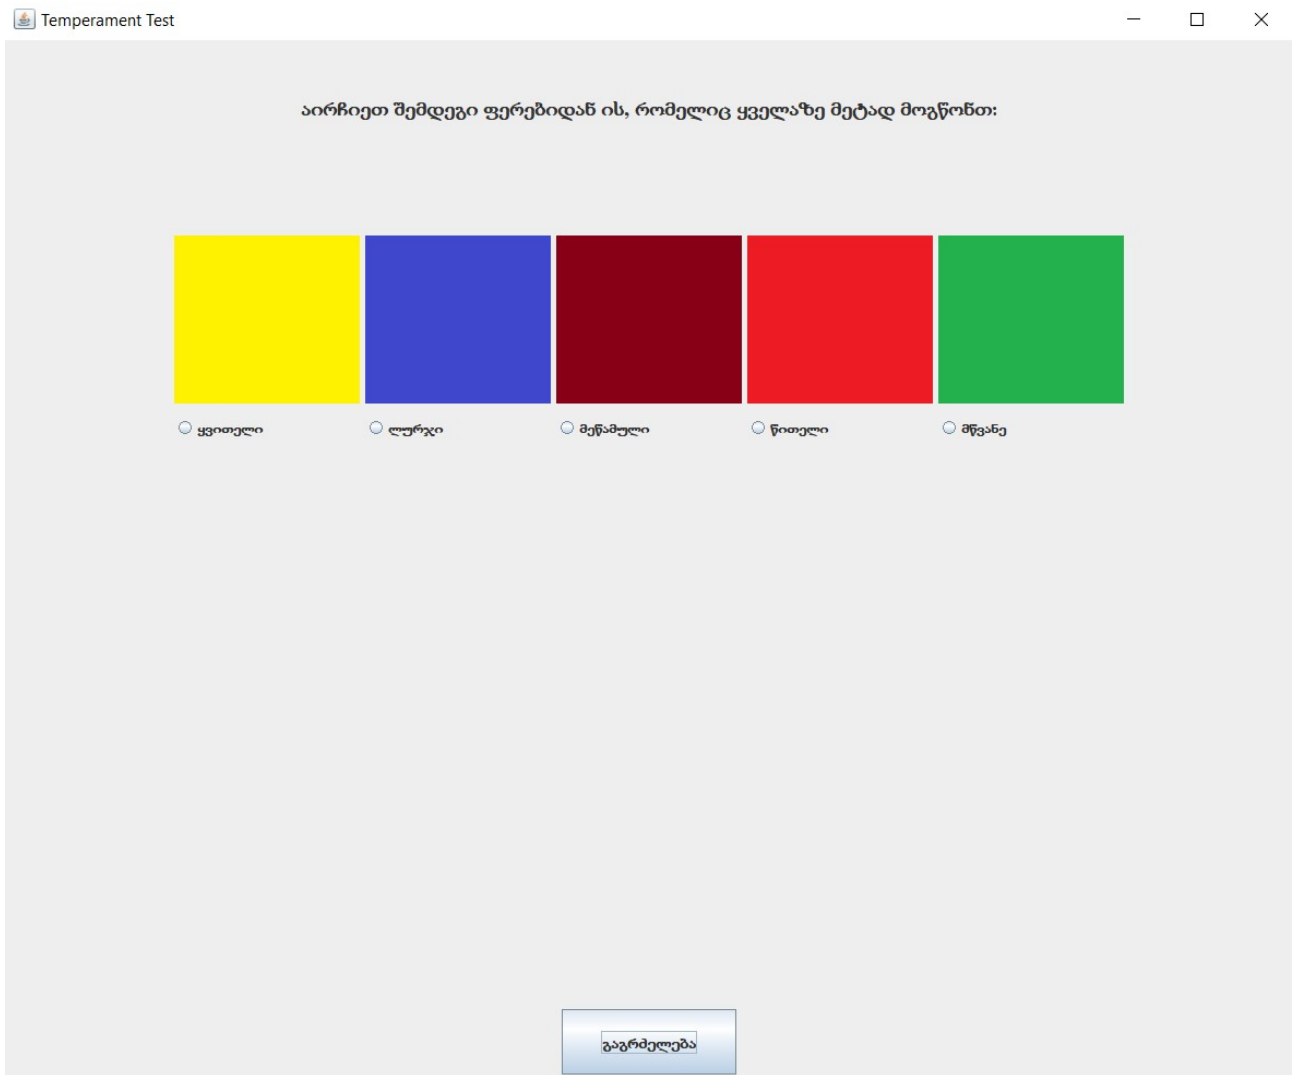 Temperament Test
აირჩიეთ შემდეგი ფერებიდან ის, რომელიც ყველაზე მეტად მოგწონთ:
ყვითელი ლურჯი მეწამული წითელი მწვანე
გაგრძელება